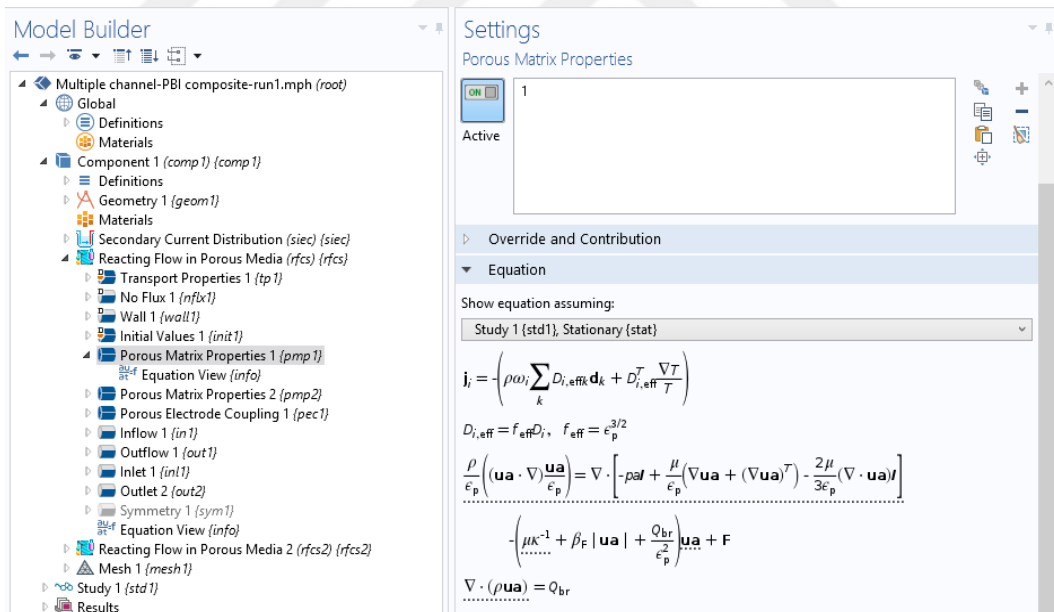 Model Builder
Multiple channel-PBI composite-run1.mph (root)
Global
Definitions
Materials
Component 1 (comp1) {comp1}
Definitions
Geometry 1 {geom1}
Materials
Secondary Current Distribution (siec) {siec}
Reacting Flow in Porous Media (rfcs) {rfcs}
Transport Properties 1 {tp1}
No Flux 1 {nflx1}
Wall 1 {wall1}
Initial Values 1 {init1}
Porous Matrix Properties 1 {pmp1}
Equation View {info}
Porous Matrix Properties 2 {pmp2}
Porous Electrode Coupling 1 {pec1}
Inflow 1 {in1}
Outflow 1 {out1}
Inlet 1 {inl1}
Outlet 2 {out2}
Symmetry 1 {sym1}
Equation View {info}
Reacting Flow in Porous Media 2 (rfcs2) {rfcs2}
Mesh 1 {mesh1}
Study 1 {std1}
Results
Settings
Porous Matrix Properties
ON
Active
1
Override and Contribution
Equation
Show equation assuming:
Study 1 {std1}, Stationary {stat}
j_i = -(ρω_i ∑_k D_{i,effk} d_k + D^T_{i,eff} ∇T/T)
D_{i,eff} = f_eff D_i, f_eff = ϵ_p^{3/2}
ρ/ϵ_p ((ua · ∇) ua/ϵ_p) = ∇ · [-paI + μ/ϵ_p (∇ua + (∇ua)^T) - 2μ/3ϵ_p (∇ · ua)I]
-(μκ^{-1} + β_F |ua| + Q_br/ϵ_p^2) ua + F
∇ · (ρua) = Q_br